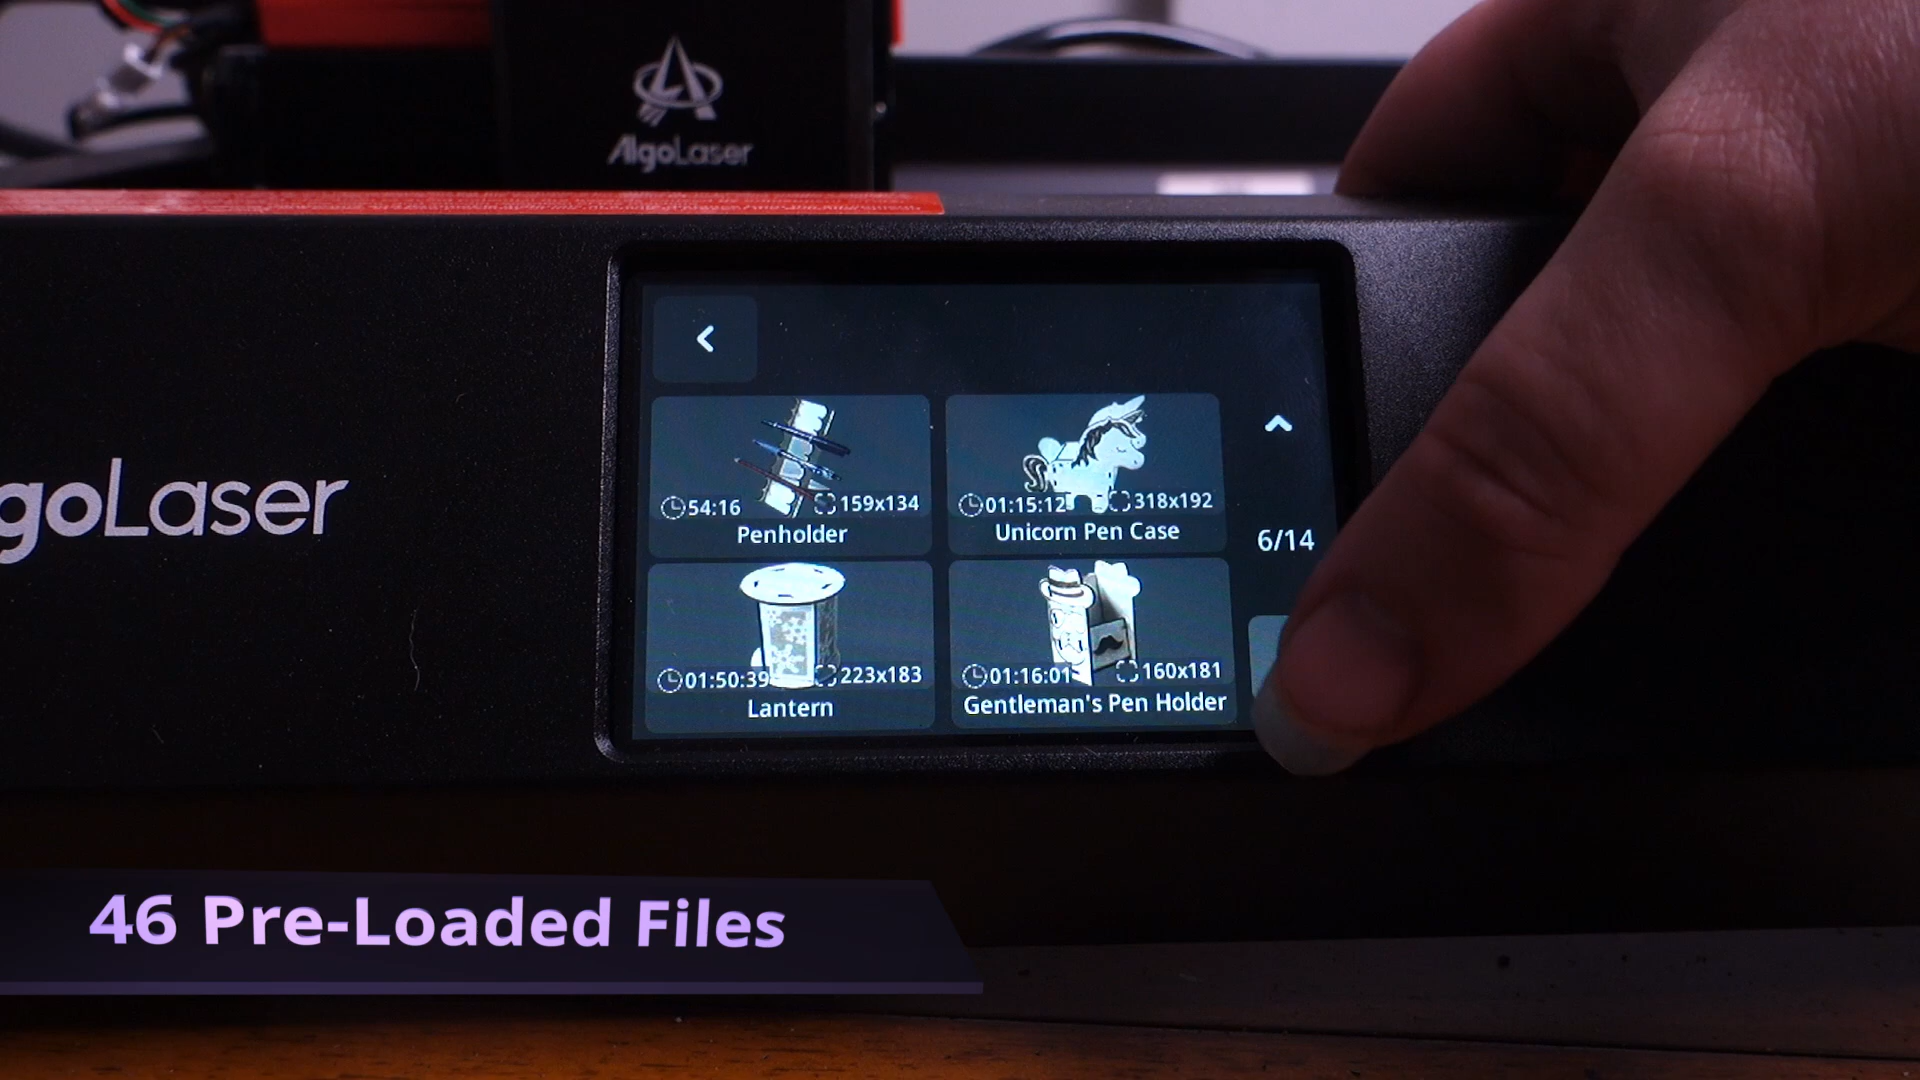 AlgoLaser
goLaser
54:16
159x134
Penholder
01:15:12
318x192
Unicorn Pen Case
6/14
01:50:39
223x183
Lantern
01:16:01
160x181
Gentleman's Pen Holder
46 Pre-Loaded Files